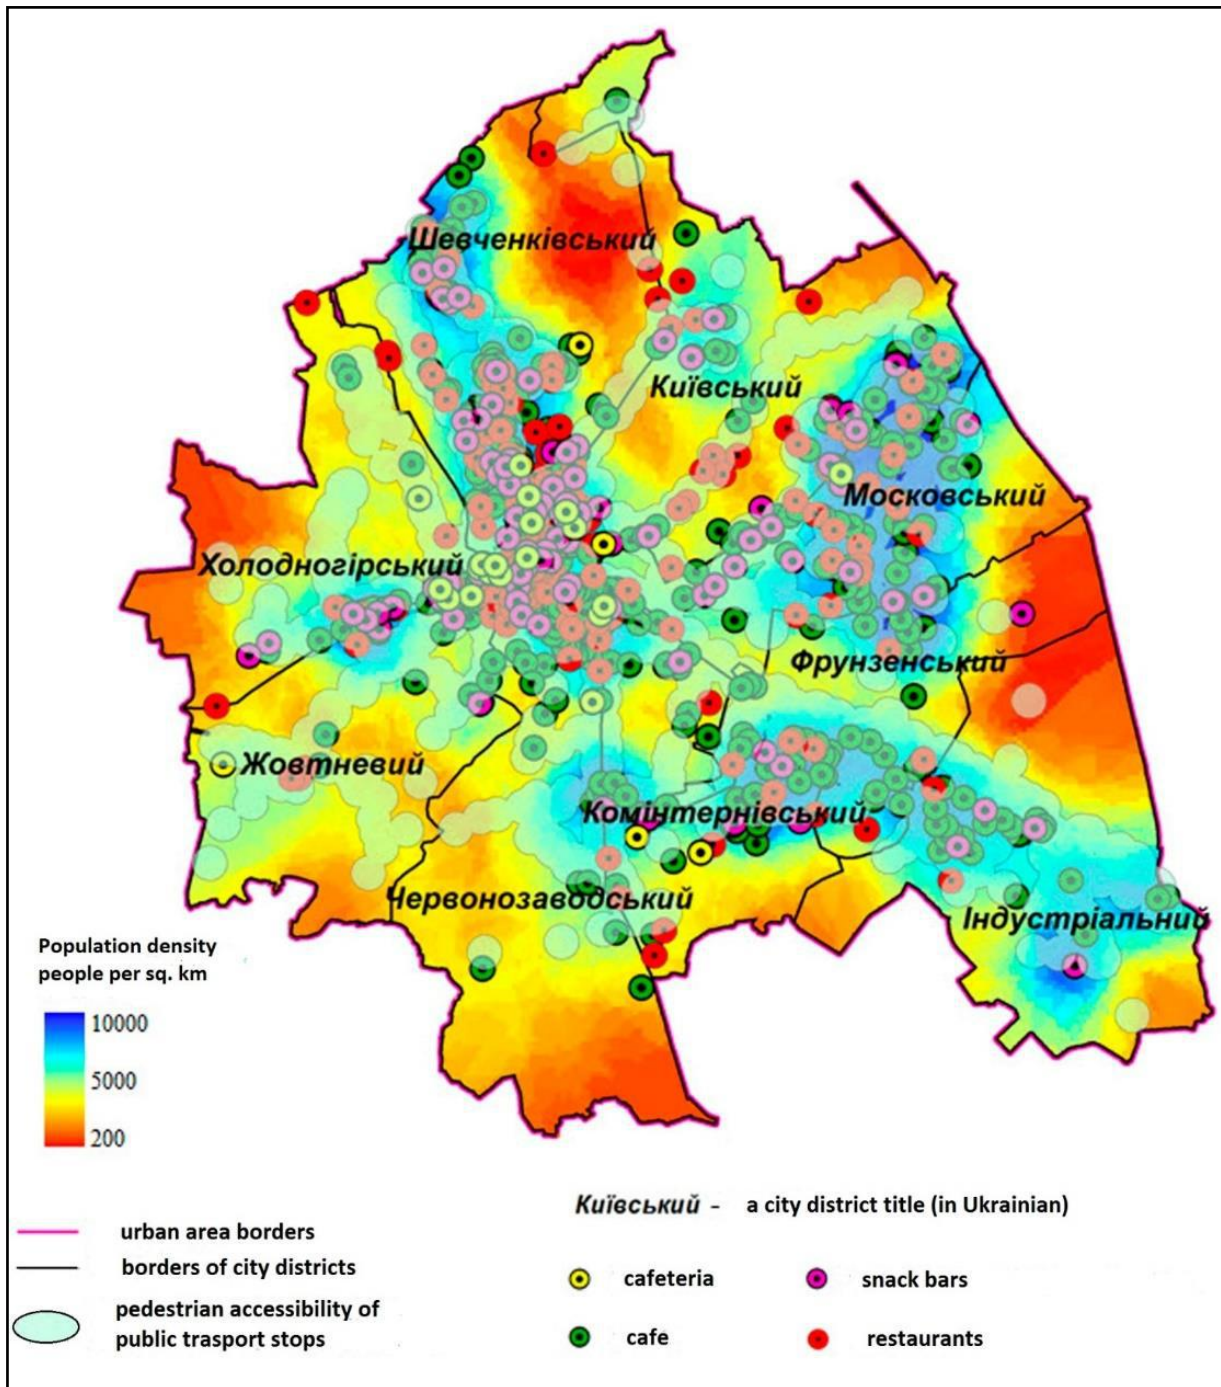 Шевченківський
Київський
Московський
Холодногірський
Фрунзенський
Жовтневий
Комінтернівський
Червонозаводський
Індустріальний
Population density
people per sq. km
10000
5000
200
Київський - a city district title (in Ukrainian)
urban area borders
borders of city districts
pedestrian accessibility of
public trasport stops
cafeteria
snack bars
cafe
restaurants